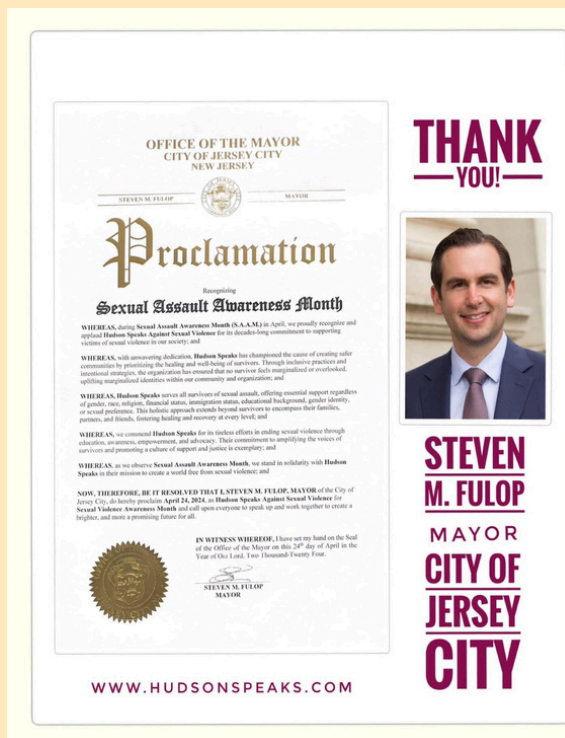 OFFICE OF THE MAYOR
CITY OF JERSEY CITY
NEW JERSEY
STEVEN M. FULOP
MAYOR
Proclamation
Recognizing
Sexual Assault Awareness Month
WHEREAS, during Sexual Assault Awareness Month (S.A.A.M.) in April, we proudly recognize and
applaud Hudson Speaks Against Sexual Violence for its decades-long commitment to supporting
victims of sexual violence in our society; and
WHEREAS, with unwavering dedication, Hudson Speaks has championed the cause of creating safer
communities by prioritizing the healing and well-being of survivors. Through inclusive practices and
intentional strategies, the organization has ensured that no survivor feels marginalized or overlooked,
uplifting marginalized identities within our community and organization; and
WHEREAS, Hudson Speaks serves all survivors of sexual assault, offering essential support regardless
of gender, race, religion, financial status, immigration status, educational background, gender identity,
or sexual preference. This holistic approach extends beyond survivors to encompass their families,
partners, and friends, fostering healing and recovery at every level; and
WHEREAS, we commend Hudson Speaks for its tireless efforts in ending sexual violence through
education, awareness, empowerment, and advocacy. Their commitment to amplifying the voices of
survivors and promoting a culture of support and justice is exemplary; and
WHEREAS, as we observe Sexual Assault Awareness Month, we stand in solidarity with Hudson
Speaks in their mission to create a world free from sexual violence; and
NOW, THEREFORE, BE IT RESOLVED THAT I, STEVEN M. FULOP, MAYOR of the City of
Jersey City, do hereby proclaim April 24, 2024, as Hudson Speaks Against Sexual Violence for
Sexual Violence Awareness Month and call upon everyone to speak up and work together to create a
brighter, and more a promising future for all.
IN WITNESS WHEREOF, I have set my hand on the Seal
of the Office of the Mayor on this 24th day of April in the
Year of Our Lord, Two Thousand-Twenty Four.
STEVEN M. FULOP
MAYOR
WWW.HUDSONSPEAKS.COM
THANK
YOU!
STEVEN
M. FULOP
MAYOR
CITY OF
JERSEY
CITY